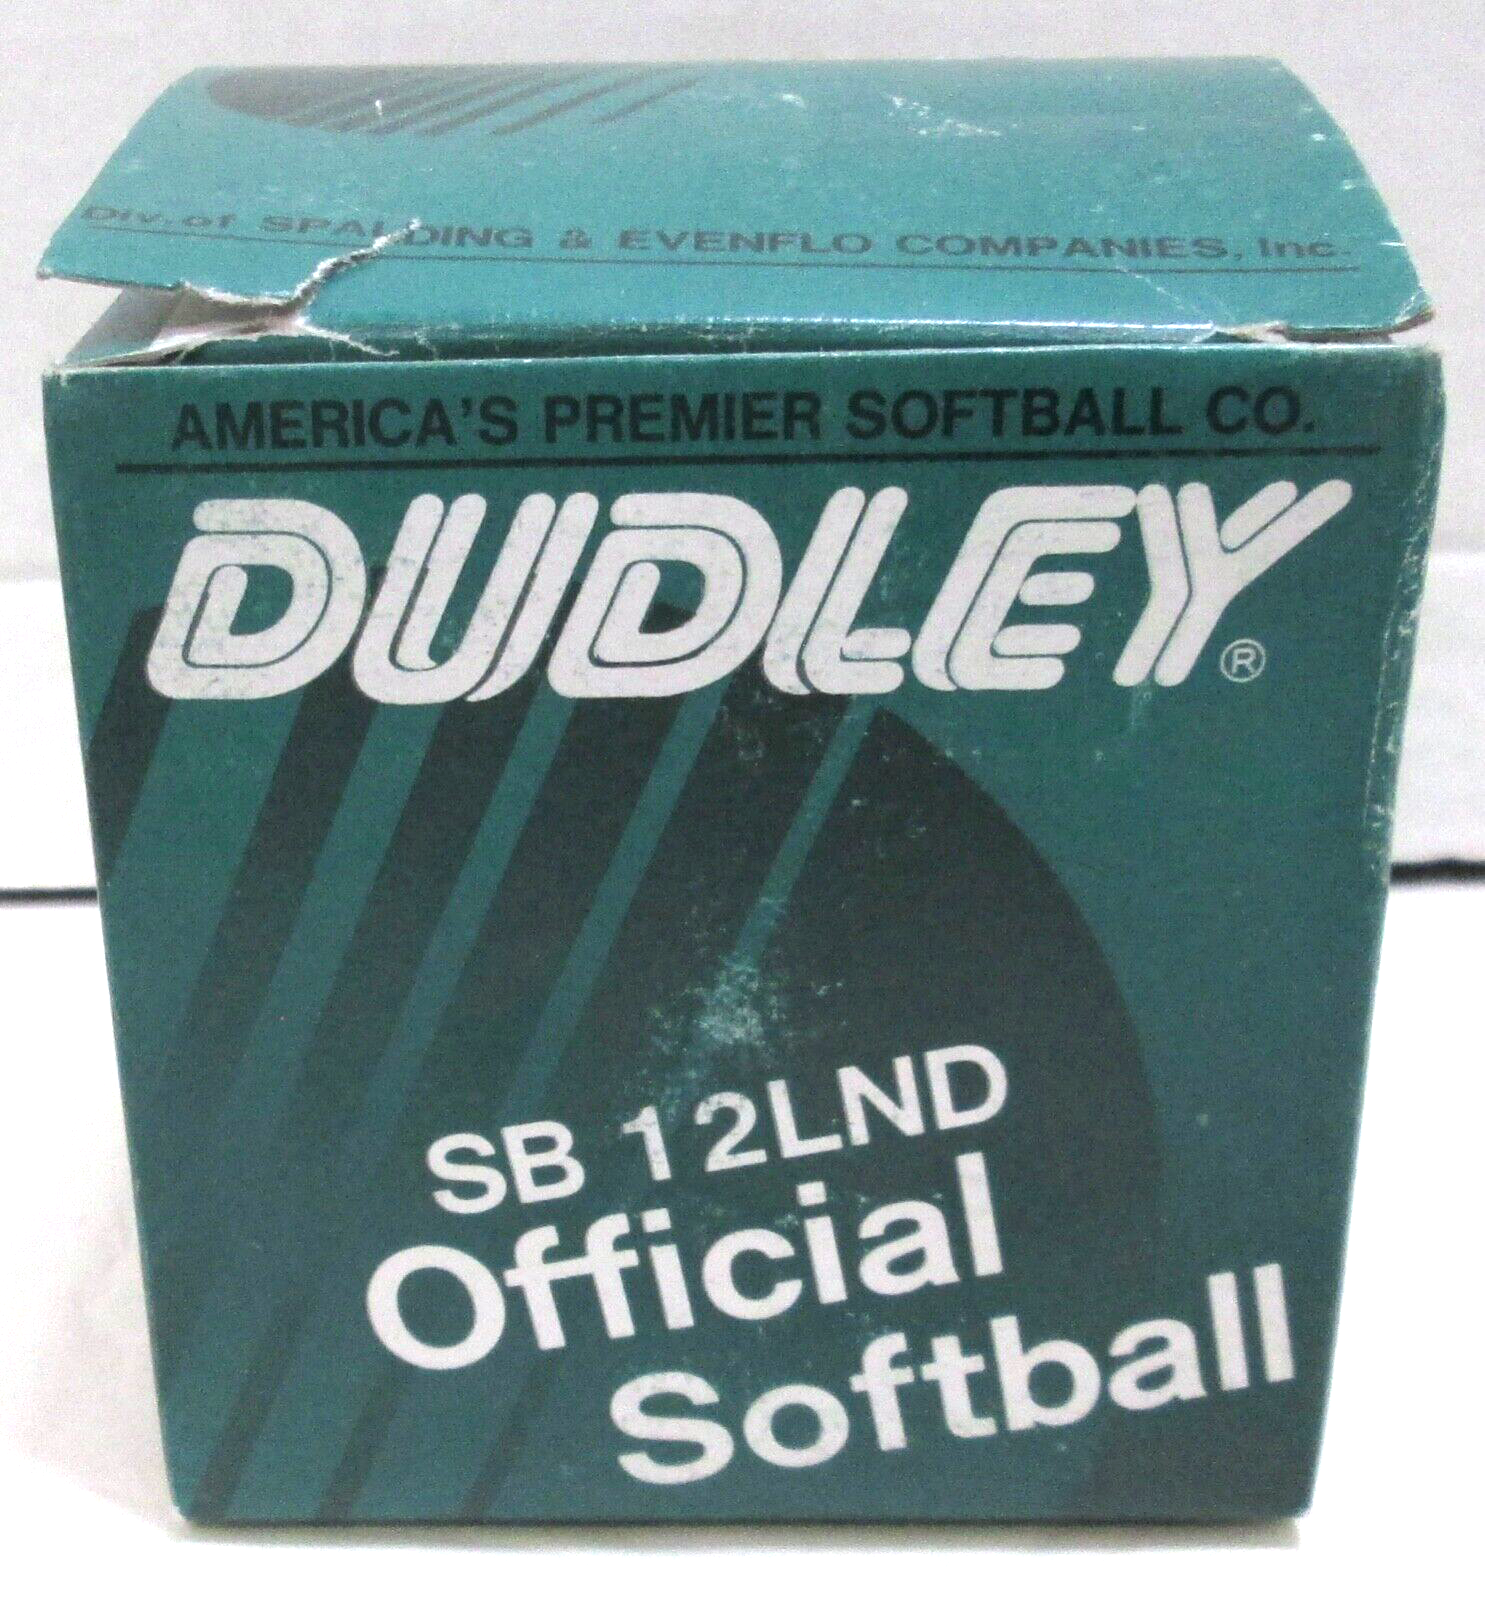 Div. of SPALDING & EVENFLO COMPANIES, Inc.
AMERICA'S PREMIER SOFTBALL CO.
DUDLEY®
SB 12LND
Official
Softball